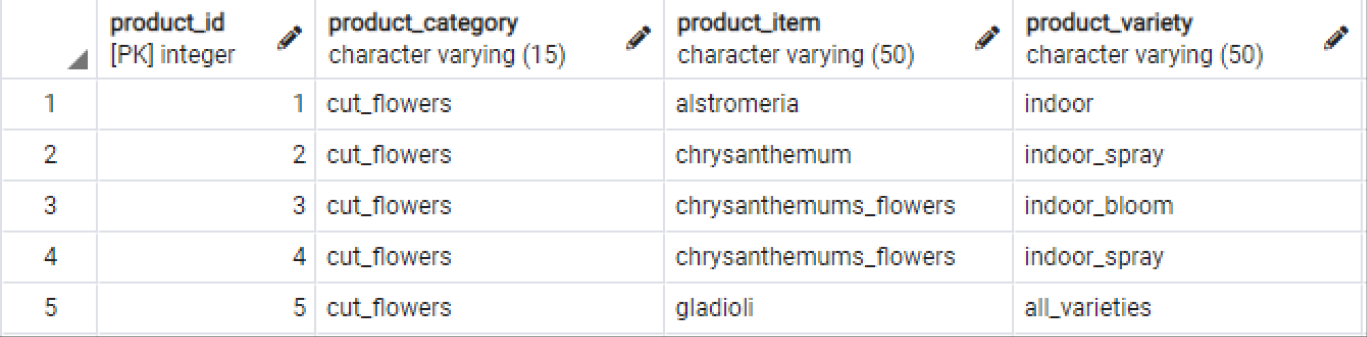 product_id product_category product_item product_variety
[PK] integer character varying (15) character varying (50) character varying (50)
1 1 cut_flowers alstromeria indoor
2 2 cut_flowers chrysanthemum indoor_spray
3 3 cut_flowers chrysanthemums_flowers indoor_bloom
4 4 cut_flowers chrysanthemums_flowers indoor_spray
5 5 cut_flowers gladioli all_varieties